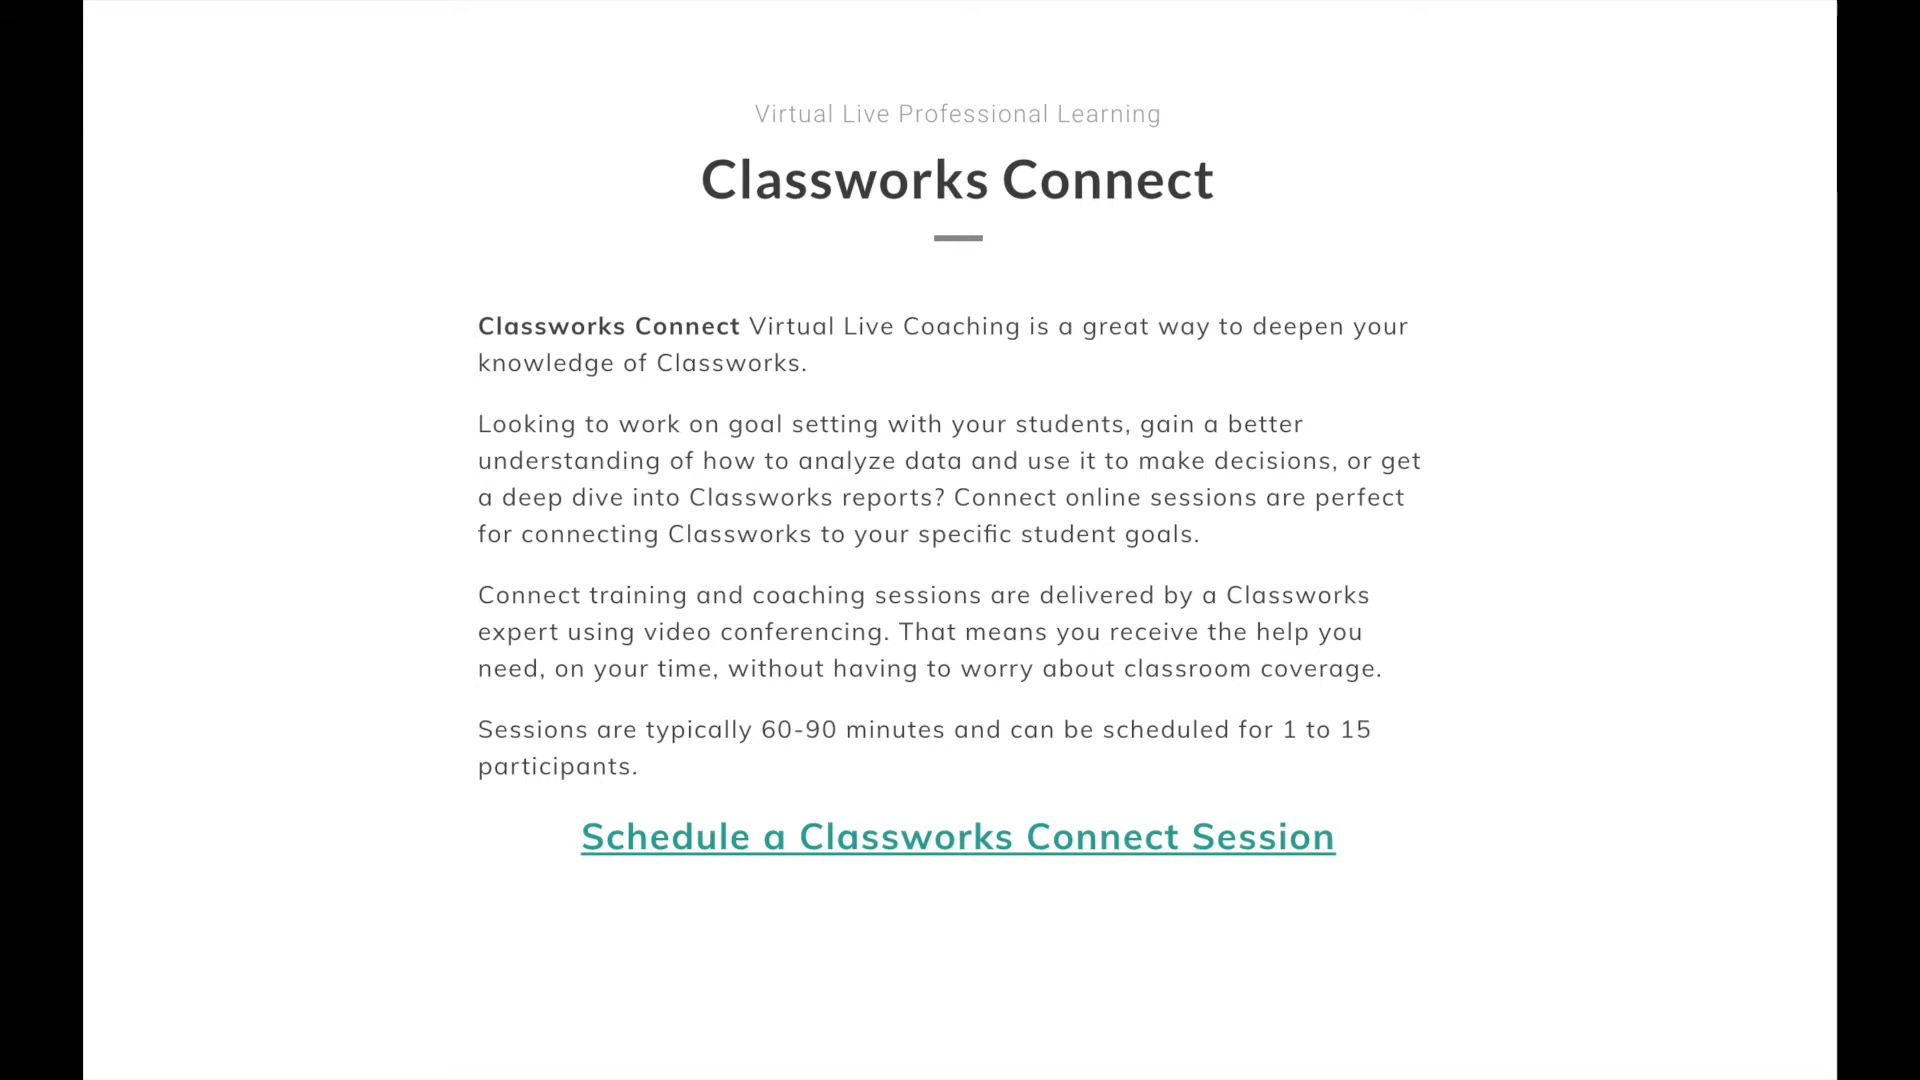 Virtual Live Professional Learning
Classworks Connect
Classworks Connect Virtual Live Coaching is a great way to deepen your
knowledge of Classworks.
Looking to work on goal setting with your students, gain a better
understanding of how to analyze data and use it to make decisions, or get
a deep dive into Classworks reports? Connect online sessions are perfect
for connecting Classworks to your specific student goals.
Connect training and coaching sessions are delivered by a Classworks
expert using video conferencing. That means you receive the help you
need, on your time, without having to worry about classroom coverage.
Sessions are typically 60-90 minutes and can be scheduled for 1 to 15
participants.
Schedule a Classworks Connect Session